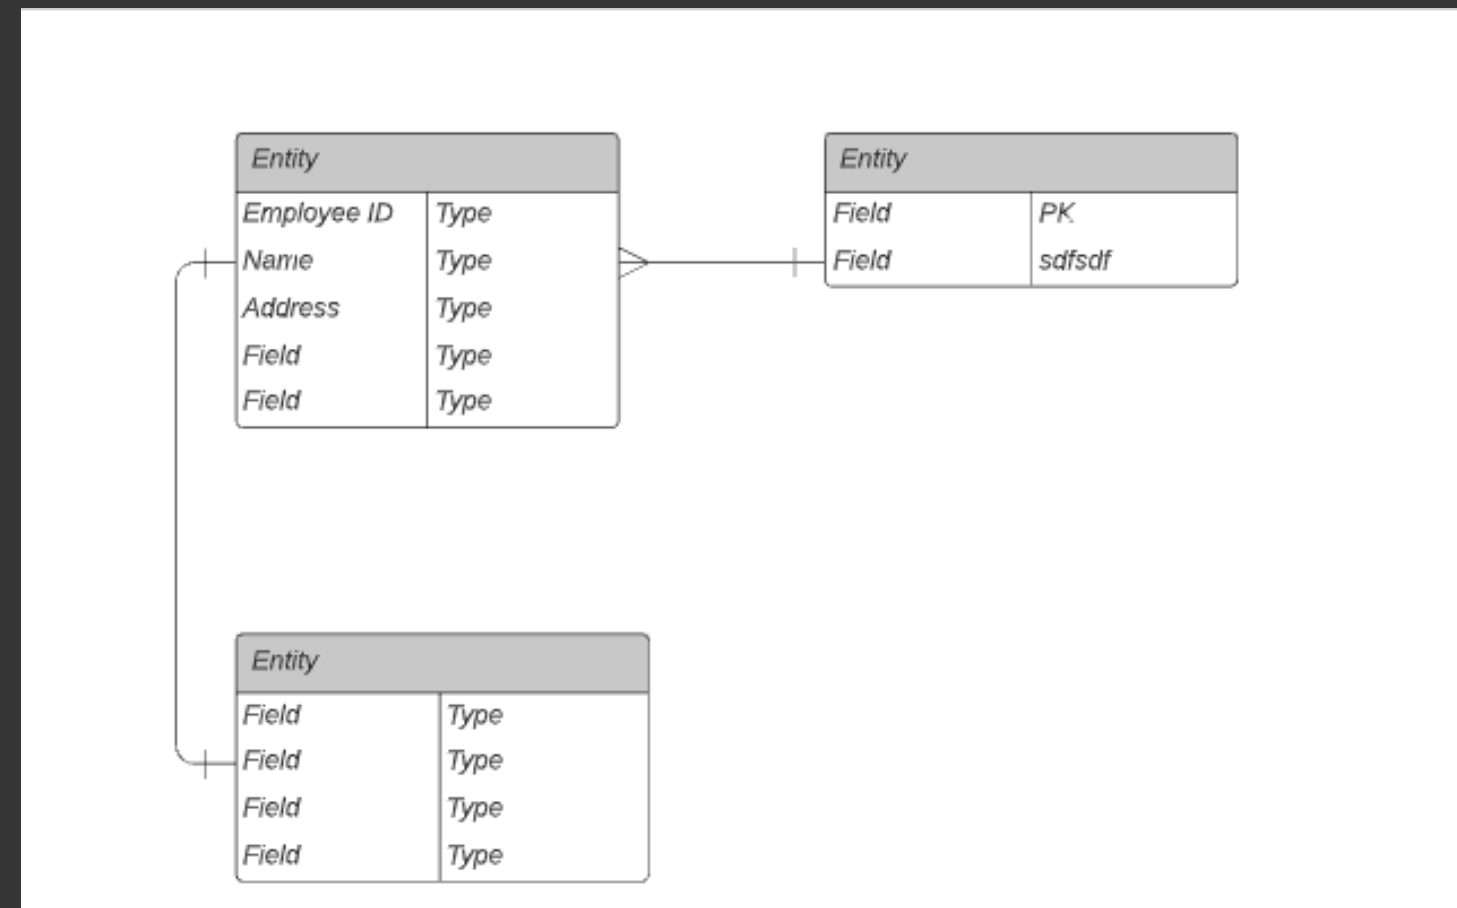 Entity
Employee ID Type
Name Type
Address Type
Field Type
Field Type
Entity
Field PK
Field sdfsdf
Entity
Field Type
Field Type
Field Type
Field Type